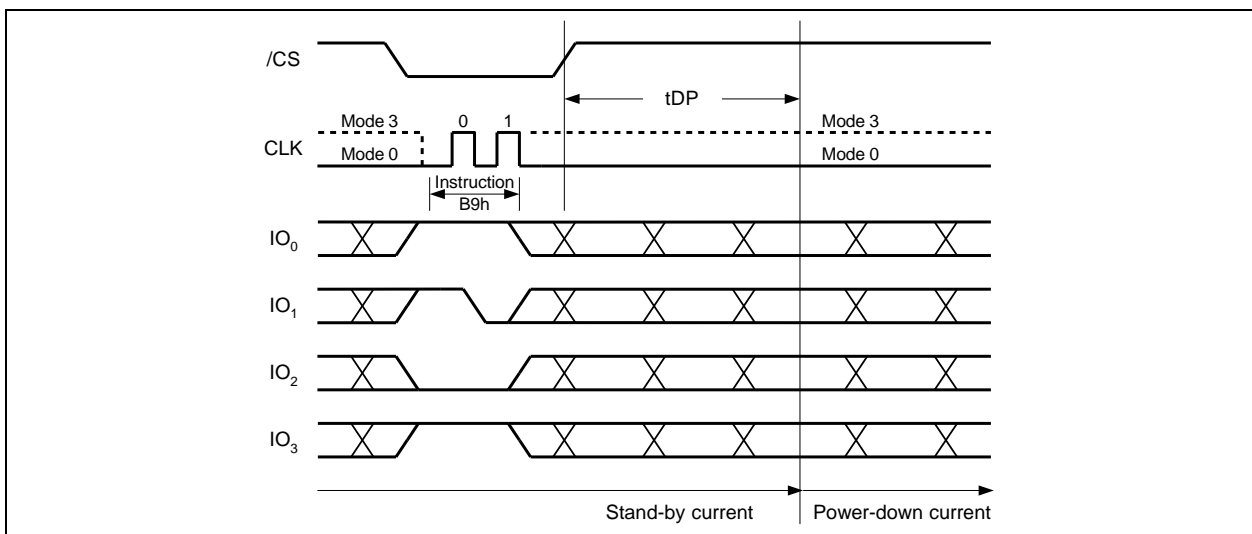 /CS
tDP
Mode 3 0 1 Mode 3
CLK
Mode 0 Mode 0
Instruction
B9h
IO0
IO1
IO2
IO3
Stand-by current Power-down current